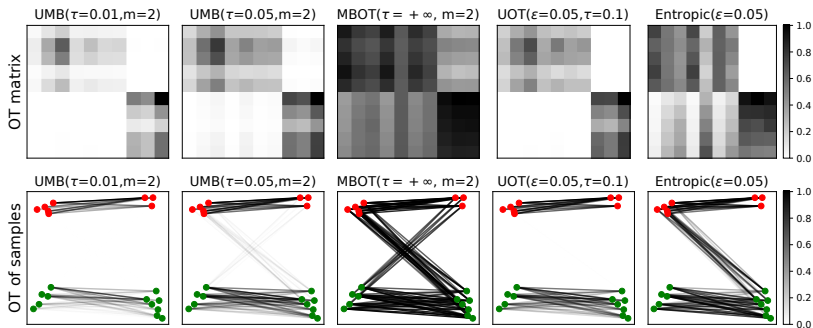 UMB(τ=0.01,m=2)
UMB(τ=0.05,m=2)
MBOT(τ = +∞, m=2)
UOT(ε=0.05,τ=0.1)
Entropic(ε=0.05)
OT matrix
1.0
0.8
0.6
0.4
0.2
0.0
UMB(τ=0.01,m=2)
UMB(τ=0.05,m=2)
MBOT(τ = +∞, m=2)
UOT(ε=0.05,τ=0.1)
Entropic(ε=0.05)
OT of samples
1.0
0.8
0.6
0.4
0.2
0.0